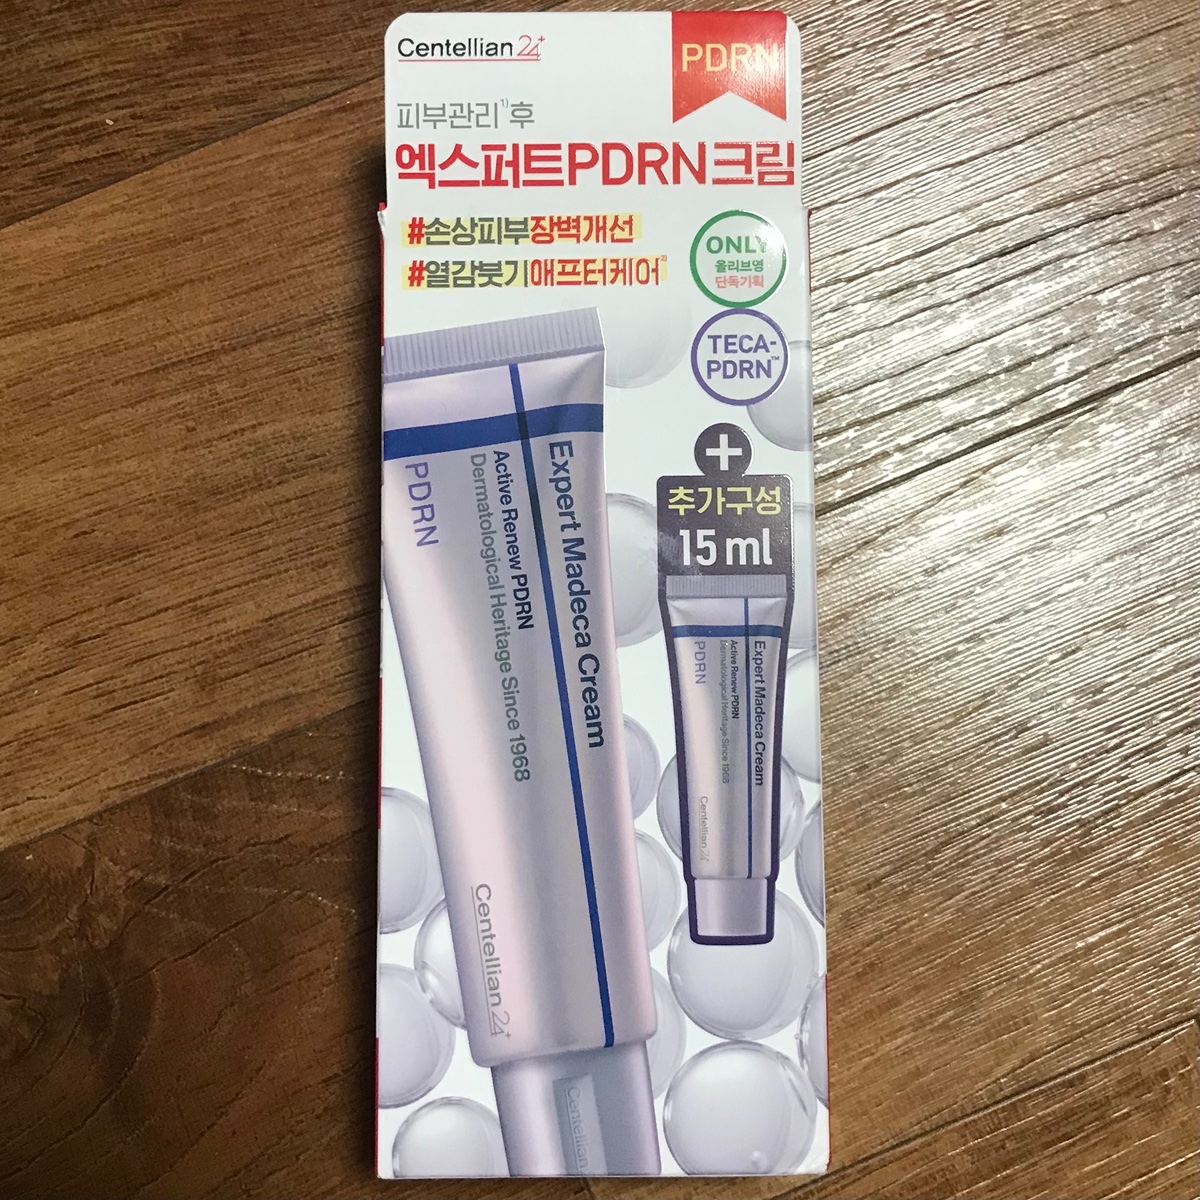 Centellian24+
PDRN
피부관리1)후
엑스퍼트PDRN크림
#손상피부장벽개선
#열감붓기애프터케어2)
ONLY
올리브영
단독기획
TECA-
PDRN™
+
추가구성
15 ml
Expert Madeca Cream
Active Renew PDRN
Dermatological Heritage Since 1968
PDRN
Centellian24+
Centellian
Expert Madeca Cream
Active Renew PDRN
Dermatological Heritage Since 1968
PDRN
Centellian24+